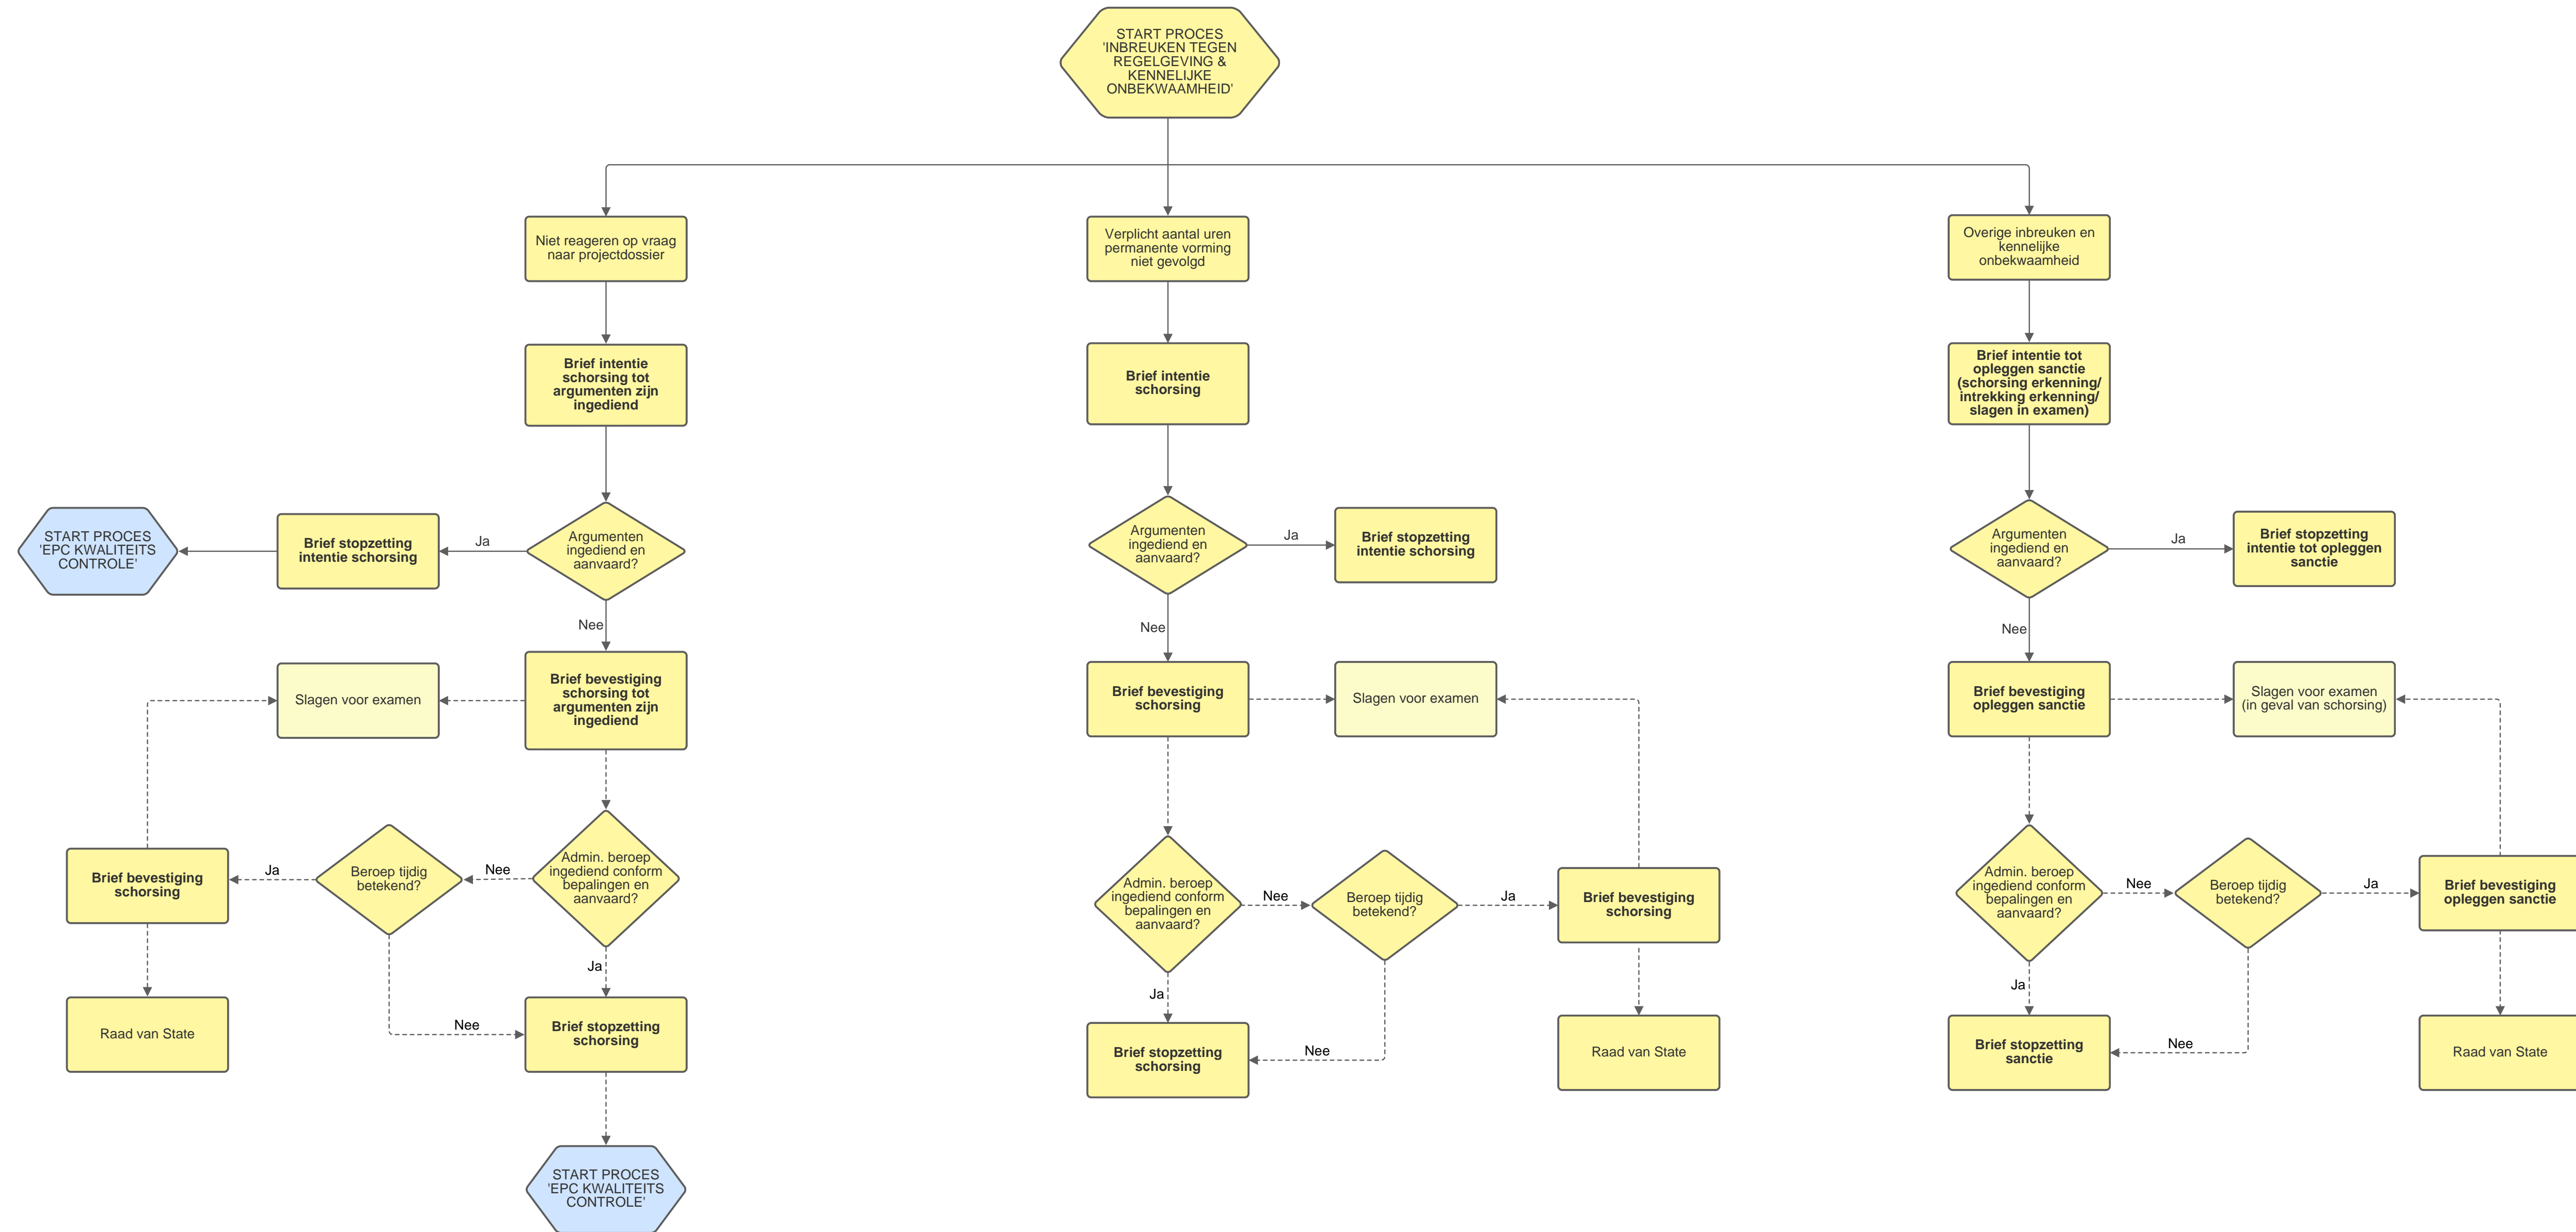 START PROCES
'INBREUKEN TEGEN
REGELGEVING &
KENNELIJKE
ONBEKWAAMHEID'
Niet reageren op vraag
naar projectdossier
Verplicht aantal uren
permanente vorming
niet gevolgd
Overige inbreuken en
kennelijke
onbekwaamheid
Brief intentie
schorsing tot
argumenten zijn
ingediend
Brief intentie
schorsing
Brief intentie tot
opleggen sanctie
(schorsing erkenning/
intrekking erkenning/
slagen in examen)
START PROCES
'EPC KWALITEITS
CONTROLE'
Brief stopzetting
intentie schorsing
Ja
Argumenten
ingediend en
aanvaard?
Argumenten
ingediend en
aanvaard?
Ja
Brief stopzetting
intentie schorsing
Argumenten
ingediend en
aanvaard?
Ja
Brief stopzetting
intentie tot opleggen
sanctie
Nee
Nee
Nee
Slagen voor examen
Brief bevestiging
schorsing tot
argumenten zijn
ingediend
Brief bevestiging
schorsing
Slagen voor examen
Brief bevestiging
opleggen sanctie
Slagen voor examen
(in geval van schorsing)
Brief bevestiging
schorsing
Ja
Beroep tijdig
betekend?
Nee
Admin. beroep
ingediend conform
bepalingen en
aanvaard?
Admin. beroep
ingediend conform
bepalingen en
aanvaard?
Nee
Beroep tijdig
betekend?
Ja
Brief bevestiging
schorsing
Admin. beroep
ingediend conform
bepalingen en
aanvaard?
Nee
Beroep tijdig
betekend?
Ja
Brief bevestiging
opleggen sanctie
Ja
Ja
Ja
Raad van State
Nee
Brief stopzetting
schorsing
Brief stopzetting
schorsing
Nee
Raad van State
Brief stopzetting
sanctie
Nee
Raad van State
START PROCES
'EPC KWALITEITS
CONTROLE'